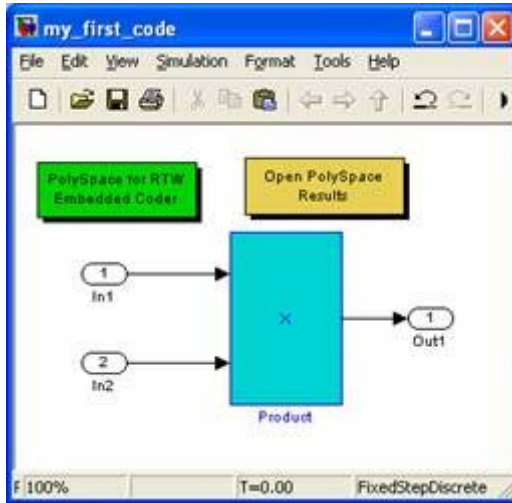 my_first_code
File Edit View Simulation Format Tools Help
PolySpace for RTW
Embedded Coder
Open PolySpace
Results
1
In1
×
1
Out1
2
In2
Product
F 100%
T=0.00
FixedStepDiscrete